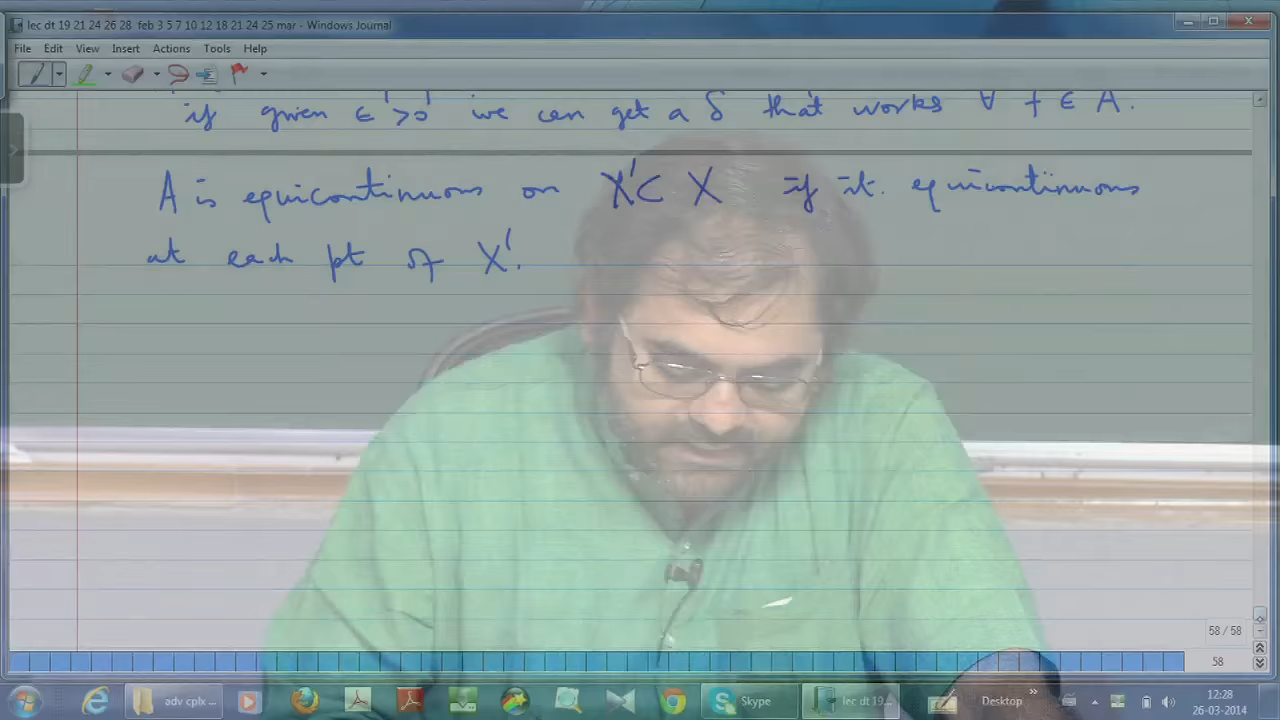 lec dt 19 21 24 26 28 feb 3 5 7 10 12 18 21 24 25 mar - Windows Journal
File Edit View Insert Actions Tools Help
if given ϵ'>0' we can get a δ that works ∀ f ∈ A.
A is equicontinuous on X' ⊂ X if it. equicontinuous
at each pt of X'.
58 / 58
58
adv cplx ...
Skype
lec dt 19...
Desktop
12:28
26-03-2014